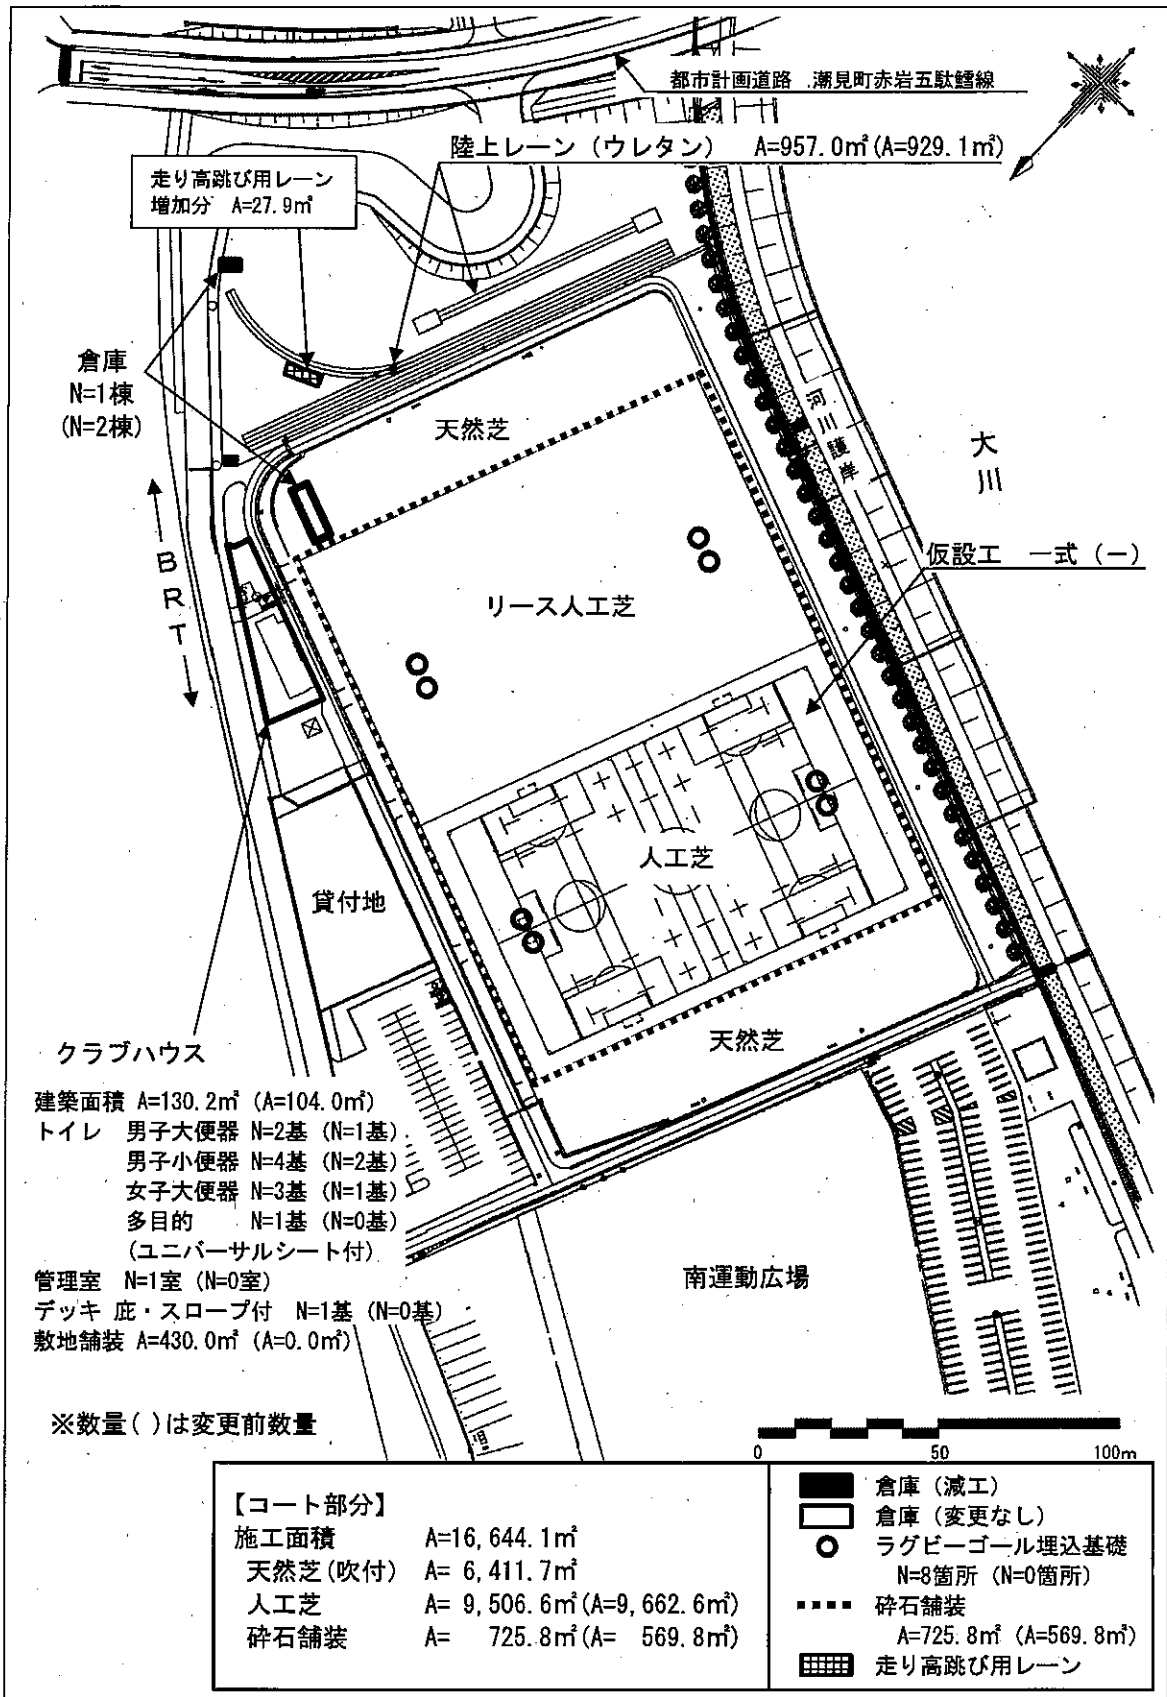 都市計画道路 潮見町赤岩五駄鱈線
陸上レーン（ウレタン） A=957.0㎡(A=929.1㎡)
走り高跳び用レーン
増加分 A=27.9㎡
倉庫
N=1棟
(N=2棟)
天然芝
河川護岸
大川
BRT
仮設工 一式（－）
リース人工芝
人工芝
貸付地
天然芝
クラブハウス
建築面積 A=130.2㎡ (A=104.0㎡)
トイレ 男子大便器 N=2基 (N=1基)
男子小便器 N=4基 (N=2基)
女子大便器 N=3基 (N=1基)
多目的 N=1基 (N=0基)
(ユニバーサルシート付)
管理室 N=1室 (N=0室)
デッキ 庇・スロープ付 N=1基 (N=0基)
敷地舗装 A=430.0㎡ (A=0.0㎡)
南運動広場
※数量( )は変更前数量
0 50 100m
【コート部分】
施工面積 A=16,644.1㎡
天然芝(吹付) A= 6,411.7㎡
人工芝 A= 9,506.6㎡(A=9,662.6㎡)
砕石舗装 A= 725.8㎡(A= 569.8㎡)
倉庫（減工）
倉庫（変更なし）
ラグビーゴール埋込基礎
N=8箇所（N=0箇所）
砕石舗装
A=725.8㎡（A=569.8㎡）
走り高跳び用レーン